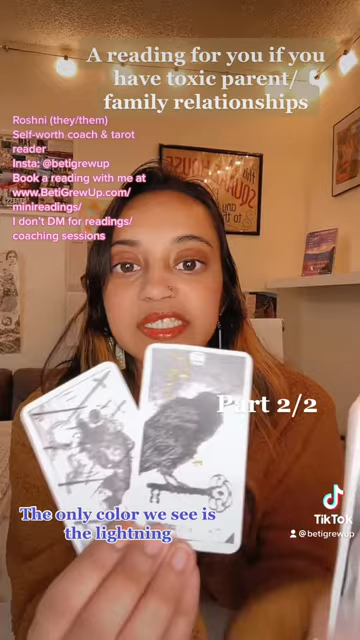 A reading for you if you
have toxic parent/
family relationships
Roshni (they/them)
Self-worth coach & tarot
reader
Insta: @betigrewup
Book a reading with me at
www.BetiGrewUp.com/
minireadings/
I don't DM for readings/
coaching sessions
Part 2/2
The only color we see is
the lightning
TikTok
@betigrewup